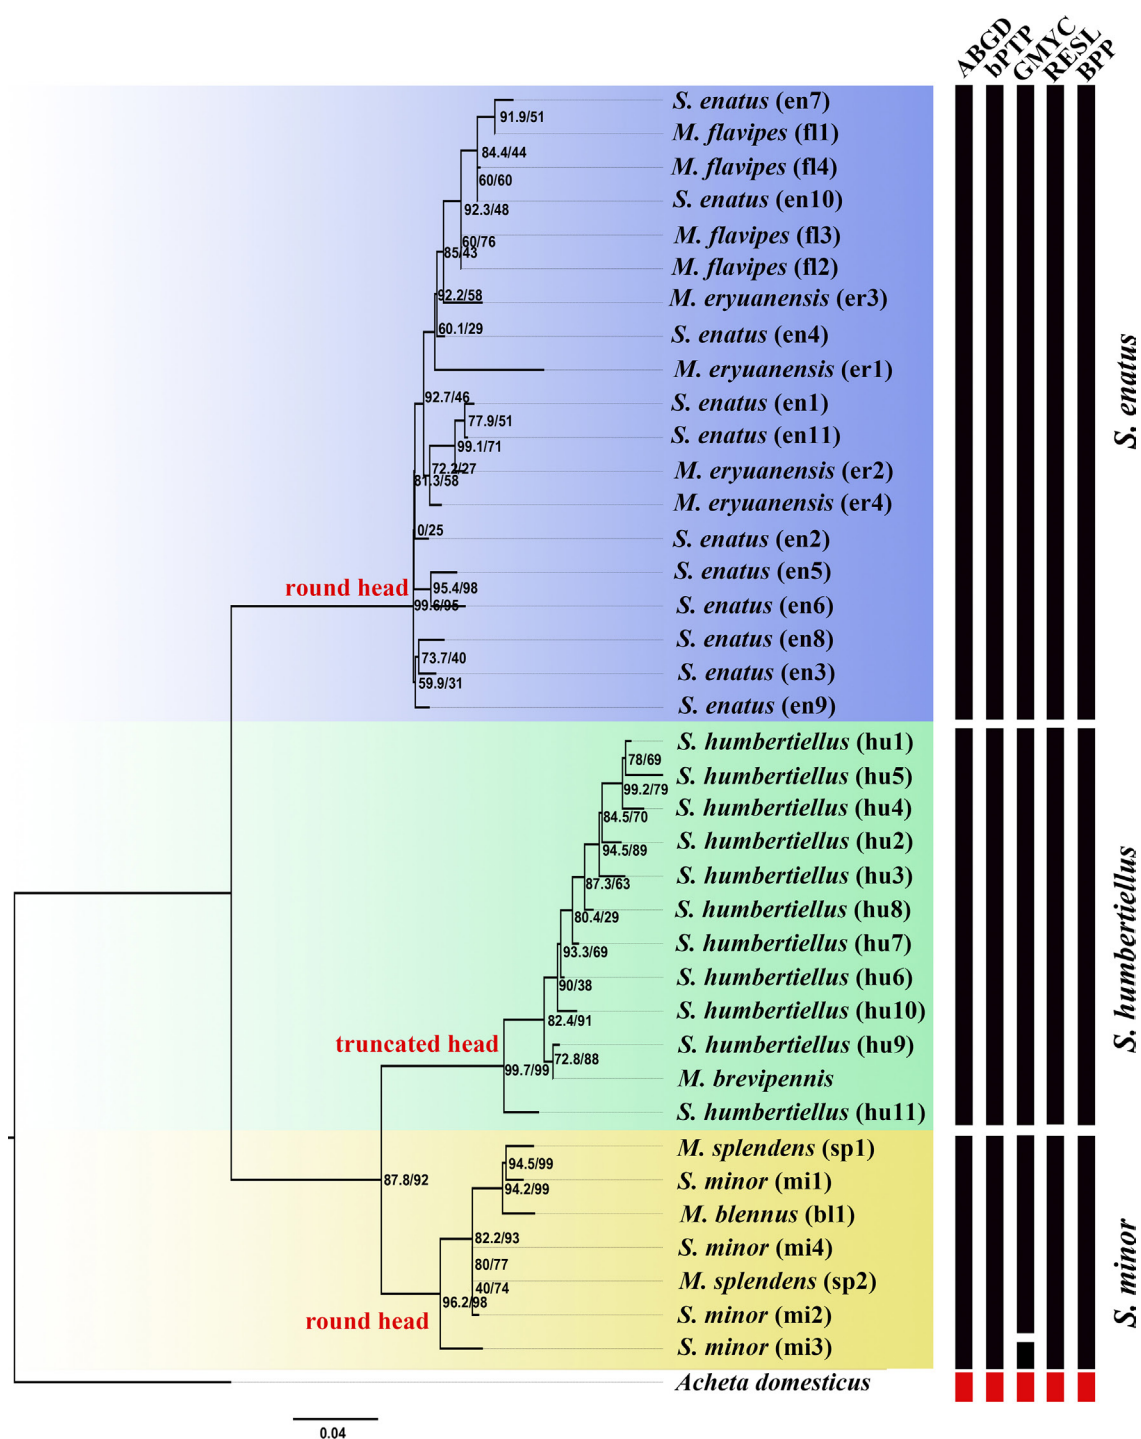 ABGD
bPTP
GMYC
RESL
BPP
S. enatus (en7)
91.9/51
M. flavipes (fl1)
84.4/44
M. flavipes (fl4)
60/60
S. enatus (en10)
92.3/48
M. flavipes (fl3)
60/76
85/43
M. flavipes (fl2)
92.2/58
M. eryuanensis (er3)
60.1/29
S. enatus (en4)
M. eryuanensis (er1)
92.7/46
S. enatus (en1)
77.9/51
S. enatus (en11)
99.1/71
72.2/27
M. eryuanensis (er2)
81.3/58
M. eryuanensis (er4)
0/25
S. enatus (en2)
S. enatus (en5)
round head
95.4/98
99.6/95
S. enatus (en6)
S. enatus (en8)
73.7/40
S. enatus (en3)
59.9/31
S. enatus (en9)
S. enatus
S. humbertiellus (hu1)
78/69
S. humbertiellus (hu5)
99.2/79
S. humbertiellus (hu4)
84.5/70
S. humbertiellus (hu2)
94.5/89
S. humbertiellus (hu3)
87.3/63
S. humbertiellus (hu8)
80.4/29
S. humbertiellus (hu7)
93.3/69
S. humbertiellus (hu6)
90/38
S. humbertiellus (hu10)
82.4/91
truncated head
S. humbertiellus (hu9)
72.8/88
99.7/99
M. brevipennis
S. humbertiellus (hu11)
S. humbertiellus
M. splendens (sp1)
94.5/99
87.8/92
S. minor (mi1)
94.2/99
M. blennus (bl1)
82.2/93
S. minor (mi4)
80/77
M. splendens (sp2)
40/74
96.2/98
S. minor (mi2)
round head
S. minor (mi3)
S. minor
Acheta domesticus
0.04